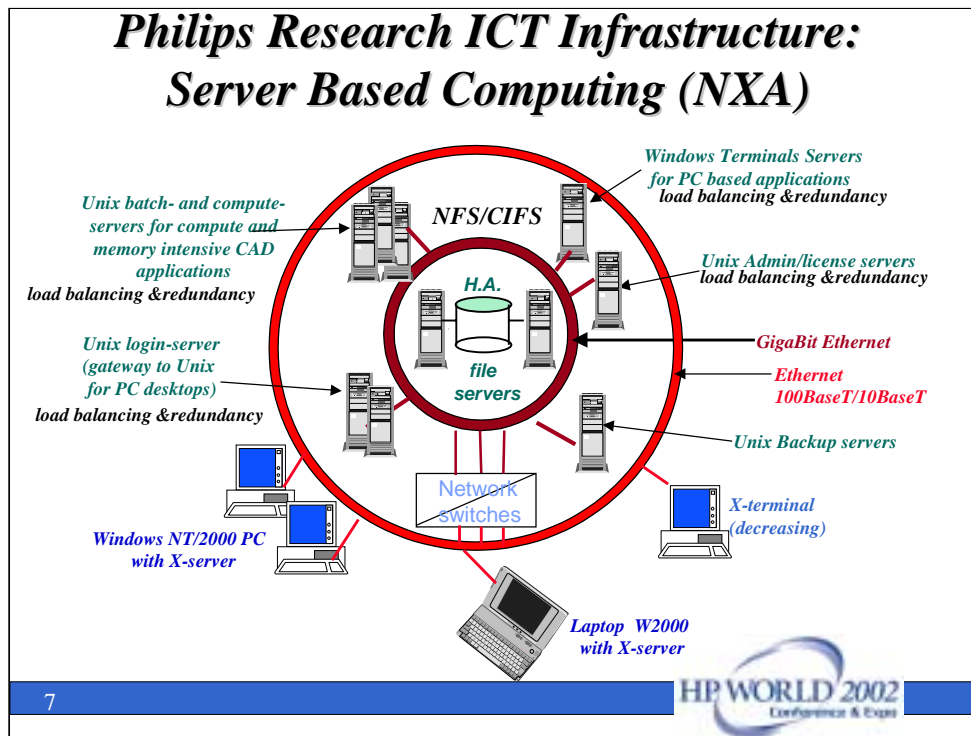 Philips Research ICT Infrastructure:
Server Based Computing (NXA)
Windows Terminals Servers
for PC based applications
load balancing &redundancy
Unix batch- and compute-
servers for compute and
memory intensive CAD
applications
load balancing &redundancy
NFS/CIFS
Unix Admin/license servers
load balancing &redundancy
H.A.
file
servers
Unix login-server
(gateway to Unix
for PC desktops)
load balancing &redundancy
GigaBit Ethernet
Ethernet
100BaseT/10BaseT
Unix Backup servers
Network
switches
X-terminal
(decreasing)
Windows NT/2000 PC
with X-server
Laptop W2000
with X-server
7
HP WORLD 2002
Conference & Expo